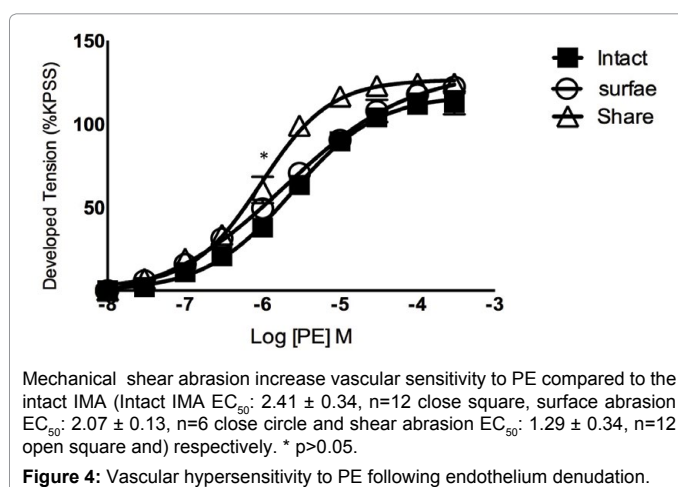 150
100
50
Developed Tension (%KPSS)
-8 -7 -6 -5 -4 -3
Log [PE] M
*
Intact
surfae
Share
Mechanical shear abrasion increase vascular sensitivity to PE compared to the
intact IMA (Intact IMA EC50: 2.41 ± 0.34, n=12 close square, surface abrasion
EC50: 2.07 ± 0.13, n=6 close circle and shear abrasion EC50: 1.29 ± 0.34, n=12
open square and) respectively. * p>0.05.
Figure 4: Vascular hypersensitivity to PE following endothelium denudation.